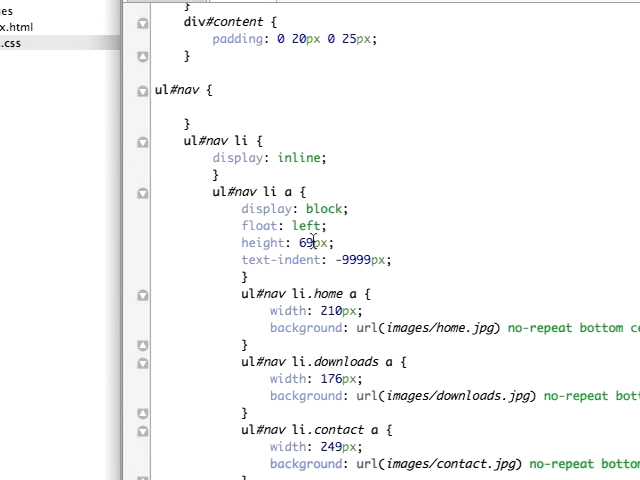 es
x.html
.css
}
div#content {
padding: 0 20px 0 25px;
}
ul#nav {
}
ul#nav li {
display: inline;
}
ul#nav li a {
display: block;
float: left;
height: 69px;
text-indent: -9999px;
}
ul#nav li.home a {
width: 210px;
background: url(images/home.jpg) no-repeat bottom ce
}
ul#nav li.downloads a {
width: 176px;
background: url(images/downloads.jpg) no-repeat bott
}
ul#nav li.contact a {
width: 249px;
background: url(images/contact.jpg) no-repeat bottom
}